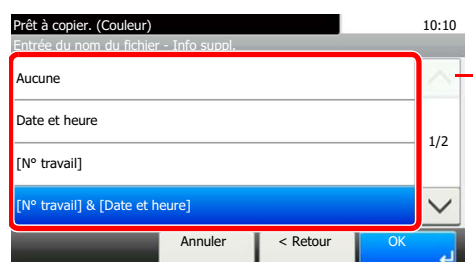 Prêt à copier. (Couleur) 10:10
Entrée du nom du fichier - Info suppl.
Aucune
Date et heure
1/2
[N° travail]
[N° travail] & [Date et heure]
Annuler < Retour OK